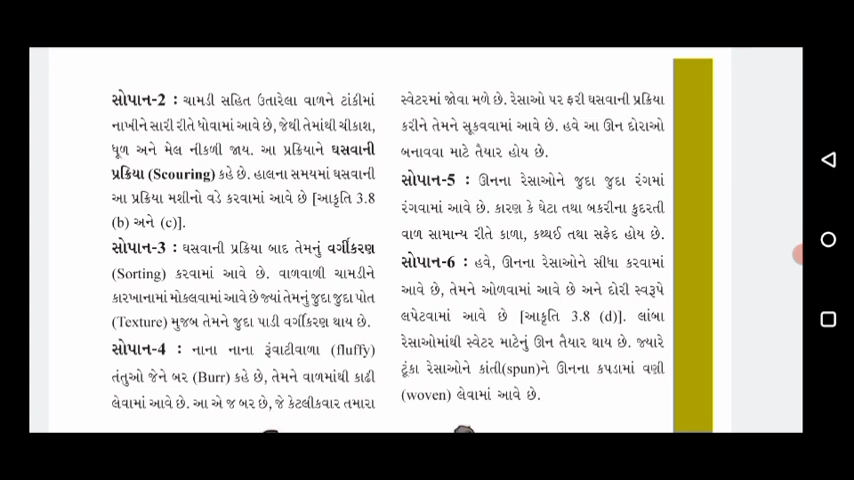 સોપાન-2 : ચામડી સહિત ઉતારેલા વાળને ટાંકીમાં
નાખીને સારી રીતે ધોવામાં આવે છે, જેથી તેમાંથી ચીકાશ,
ધૂળ અને મેલ નીકળી જાય. આ પ્રક્રિયાને ઘસવાની
પ્રક્રિયા (Scouring) કહે છે. હાલના સમયમાં ઘસવાની
આ પ્રક્રિયા મશીનો વડે કરવામાં આવે છે [આકૃતિ 3.8
(b) અને (c)].
સોપાન-3 : ઘસવાની પ્રક્રિયા બાદ તેમનું વર્ગીકરણ
(Sorting) કરવામાં આવે છે. વાળવાળી ચામડીને
કારખાનામાં મોકલવામાં આવે છે જ્યાં તેમનું જુદા જુદા પોત
(Texture) મુજબ તેમને જુદા પાડી વર્ગીકરણ થાય છે.
સોપાન-4 : નાના નાના રૂંવાટીવાળા (fluffy)
તંતુઓ જેને બર (Burr) કહે છે, તેમને વાળમાંથી કાઢી
લેવામાં આવે છે. આ એ જ બર છે, જે કેટલીકવાર તમારા
સ્વેટરમાં જોવા મળે છે. રેસાઓ પર ફરી ઘસવાની પ્રક્રિયા
કરીને તેમને સૂકવવામાં આવે છે. હવે આ ઊન દોરાઓ
બનાવવા માટે તૈયાર હોય છે.
સોપાન-5 : ઊનના રેસાઓને જુદા જુદા રંગમાં
રંગવામાં આવે છે. કારણ કે ઘેટા તથા બકરીના કુદરતી
વાળ સામાન્ય રીતે કાળા, કથ્થઈ તથા સફેદ હોય છે.
સોપાન-6 : હવે, ઊનના રેસાઓને સીધા કરવામાં
આવે છે, તેમને ઓળવામાં આવે છે અને દોરી સ્વરૂપે
લપેટવામાં આવે છે [આકૃતિ 3.8 (d)]. લાંબા
રેસાઓમાંથી સ્વેટર માટેનું ઊન તૈયાર થાય છે. જ્યારે
ટૂંકા રેસાઓને કાંતી(spun)ને ઊનના કપડામાં વણી
(woven) લેવામાં આવે છે.